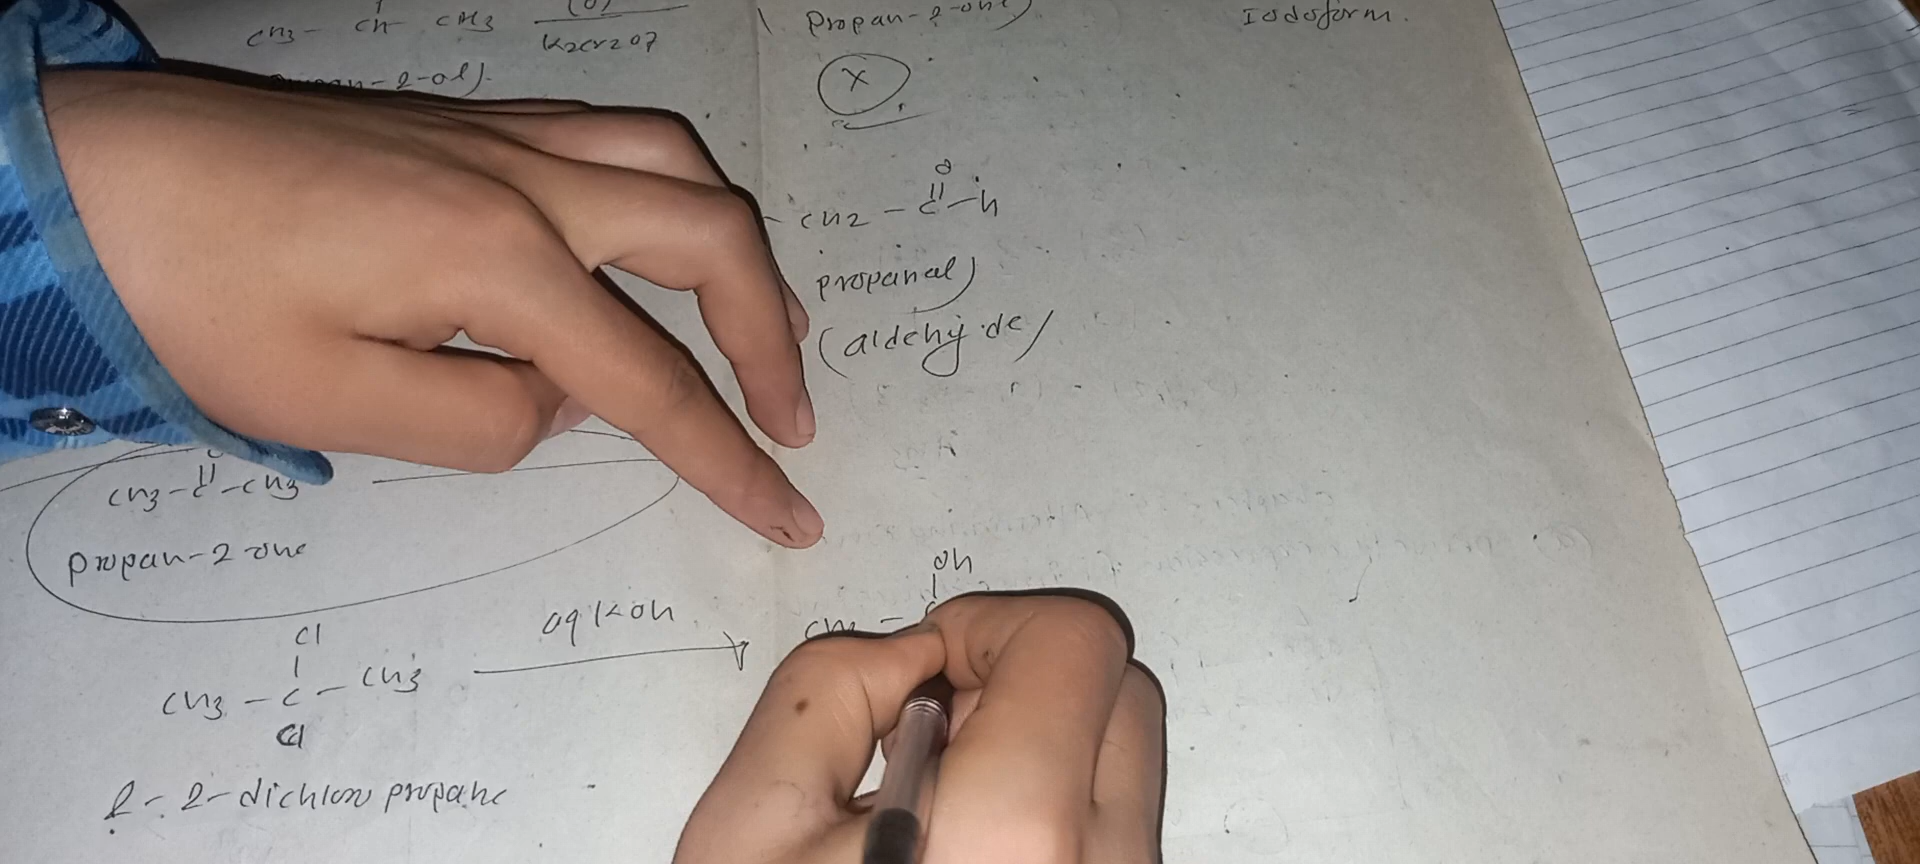 CH3 - CH - CH3 (O) K2Cr2O7
propan-2-one)
Iodoform.
-2-ol).
X
- CH2 - C - H
O
||
propanal)
(aldehyde)
CH3 - C - CH3
||
propan-2 one
Cl
|
CH3 - C - CH3
Cl
aq KOH
OH
|
2-2-dichloro propane